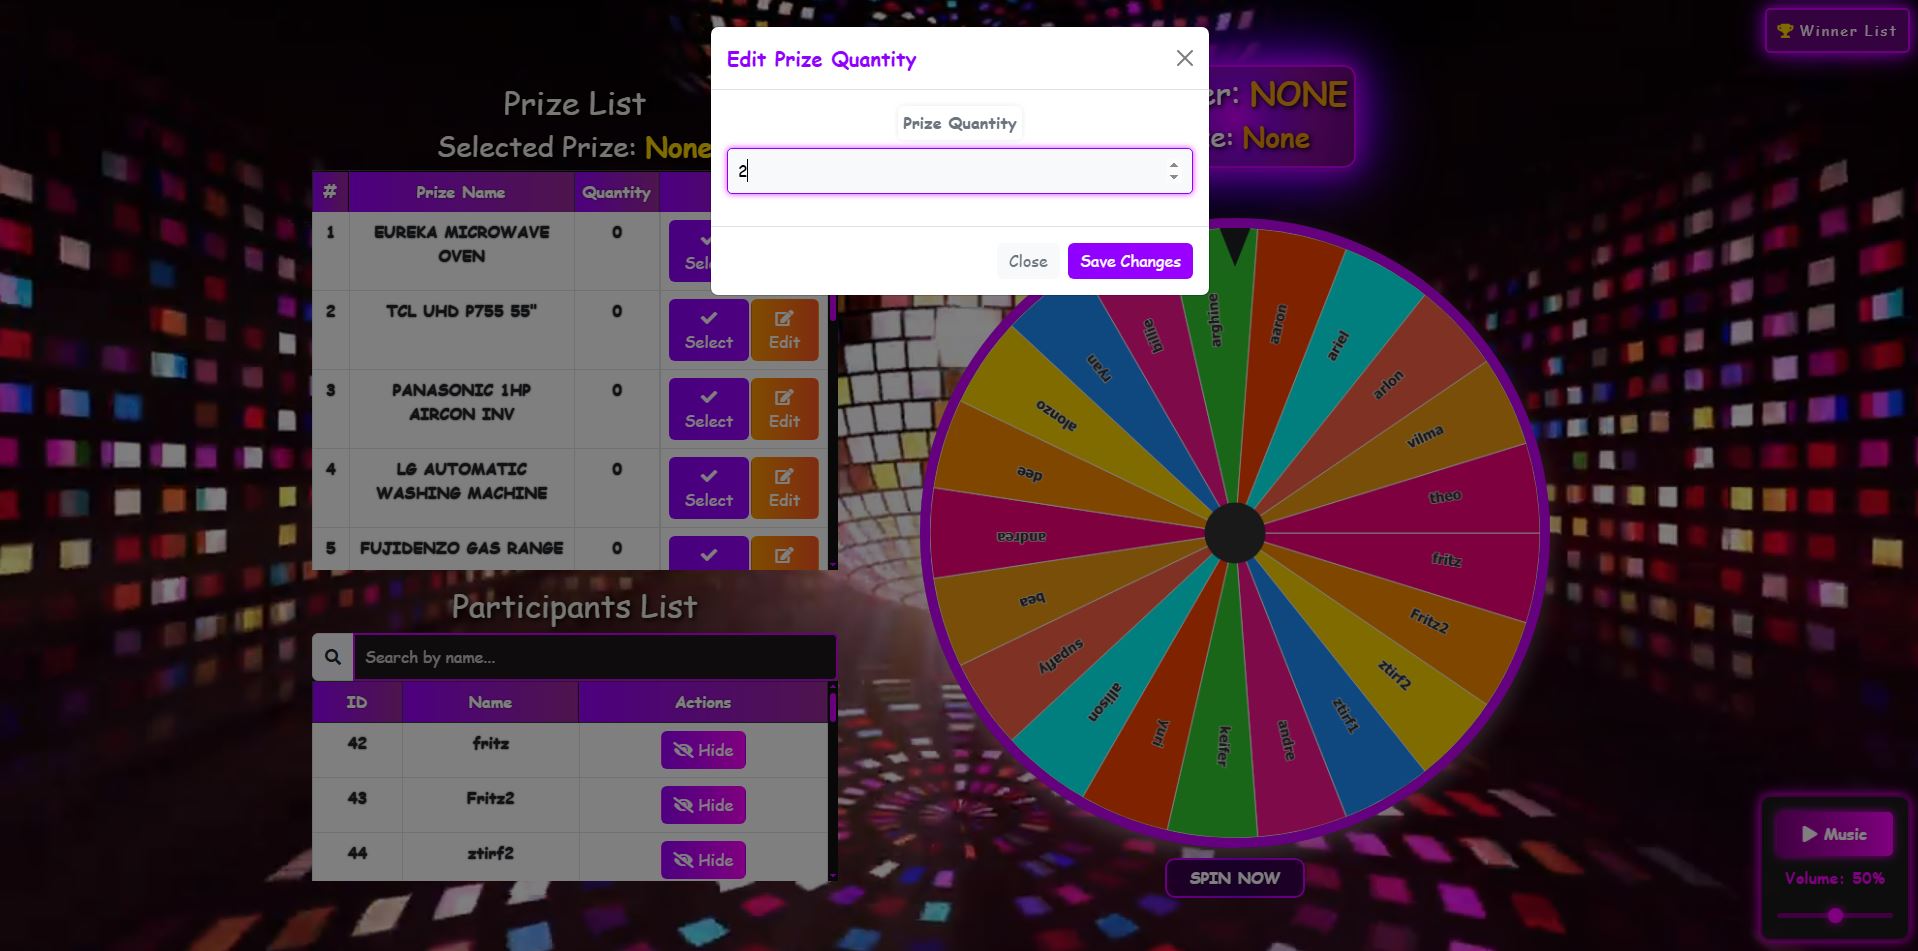 Edit Prize Quantity
Prize Quantity
2
Close
Save Changes
Winner List
er: NONE
e: None
Prize List
Selected Prize: None
# Prize Name Quantity
1 EUREKA MICROWAVE OVEN 0 Sel
2 TCL UHD P755 55" 0 Select Edit
3 PANASONIC 1HP AIRCON INV 0 Select Edit
4 LG AUTOMATIC WASHING MACHINE 0 Select Edit
5 FUJIDENZO GAS RANGE 0
Participants List
Search by name...
ID Name Actions
42 fritz Hide
43 Fritz2 Hide
44 ztirf2 Hide
arghine
aaron
ariel
arlon
vilma
theo
fritz
Fritz2
ztirf2
ztirf1
andre
keifer
yuri
allison
supafly
bea
andrea
dee
alonzo
ryan
billie
SPIN NOW
Music
Volume: 50%